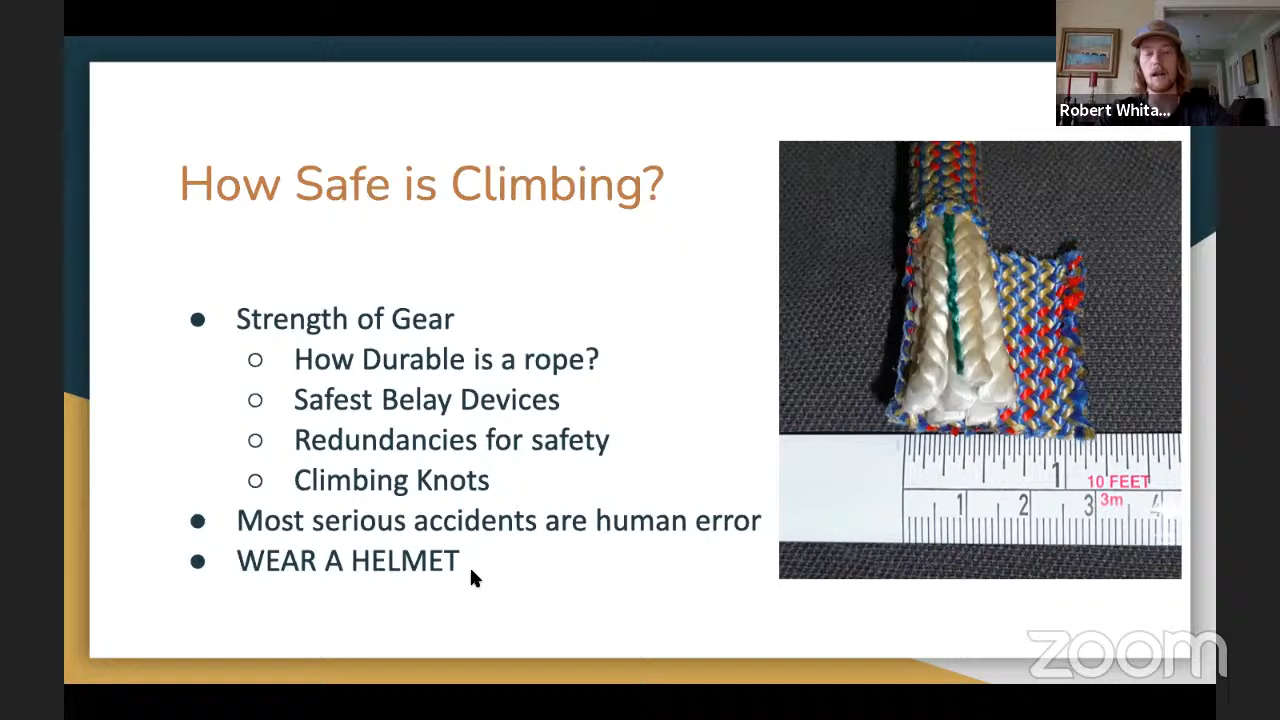 Robert Whita...
How Safe is Climbing?
● Strength of Gear
○ How Durable is a rope?
○ Safest Belay Devices
○ Redundancies for safety
○ Climbing Knots
● Most serious accidents are human error
● WEAR A HELMET
1
10 FEET
1 2 3 3m 4
zoom